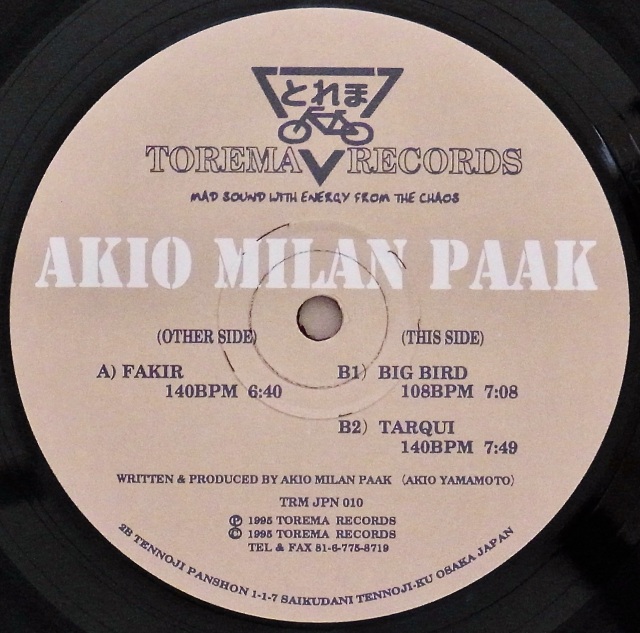 とれま
TOREMA RECORDS
MAD SOUND WITH ENERGY FROM THE CHAOS
AKIO MILAN PAAK
(OTHER SIDE) (THIS SIDE)
A) FAKIR B1) BIG BIRD
140BPM 6:40 108BPM 7:08
B2) TARQUI
140BPM 7:49
WRITTEN & PRODUCED BY AKIO MILAN PAAK (AKIO YAMAMOTO)
TRM JPN 010
℗ 1995 TOREMA RECORDS
© 1995 TOREMA RECORDS
TEL & FAX 81-6-775-8719
2B TENNOJI PANSHON 1-1-7 SAIKUDANI TENNOJI-KU OSAKA JAPAN